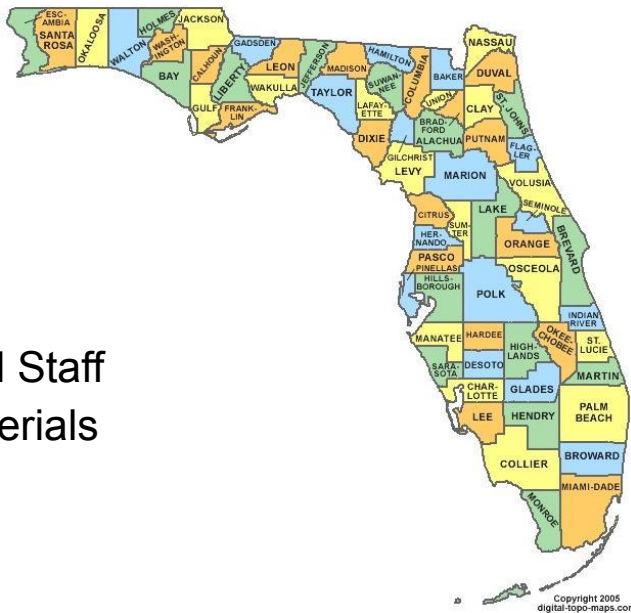 ESC-
AMBIA
SANTA
ROSA
OKALOOSA
WALTON
HOLMES
WASH-
INGTON
JACKSON
BAY
CALHOUN
GULF
LIBERTY
GADSDEN
FRANK-
LIN
LEON
WAKULLA
JEFFERSON
MADISON
TAYLOR
HAMILTON
SUWAN-
NEE
LAFAY-
ETTE
DIXIE
COLUMBIA
BAKER
UNION
BRAD-
FORD
ALACHUA
GILCHRIST
LEVY
NASSAU
DUVAL
CLAY
ST. JOHNS
PUTNAM
FLAG-
LER
MARION
VOLUSIA
CITRUS
SUM-
TER
LAKE
SEMINOLE
HER-
NANDO
ORANGE
BREVARD
PASCO
PINELLAS
OSCEOLA
HILLS-
BOROUGH
POLK
INDIAN
RIVER
MANATEE
HARDEE
HIGH-
LANDS
OKEE-
CHOBEE
ST.
LUCIE
SARA-
SOTA
DESOTO
MARTIN
CHAR-
LOTTE
GLADES
LEE
HENDRY
PALM
BEACH
COLLIER
BROWARD
MONROE
MIAMI-DADE
Staff
erials
Copyright 2005
digital-topo-maps.com